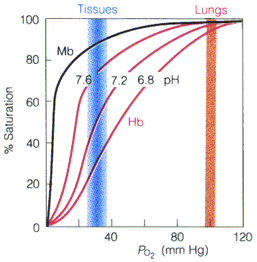 Tissues
Lungs
100
Mb
80
7.6 7.2 6.8 pH
60
% Saturation
40
Hb
20
0
40 80 120
PO2 (mm Hg)